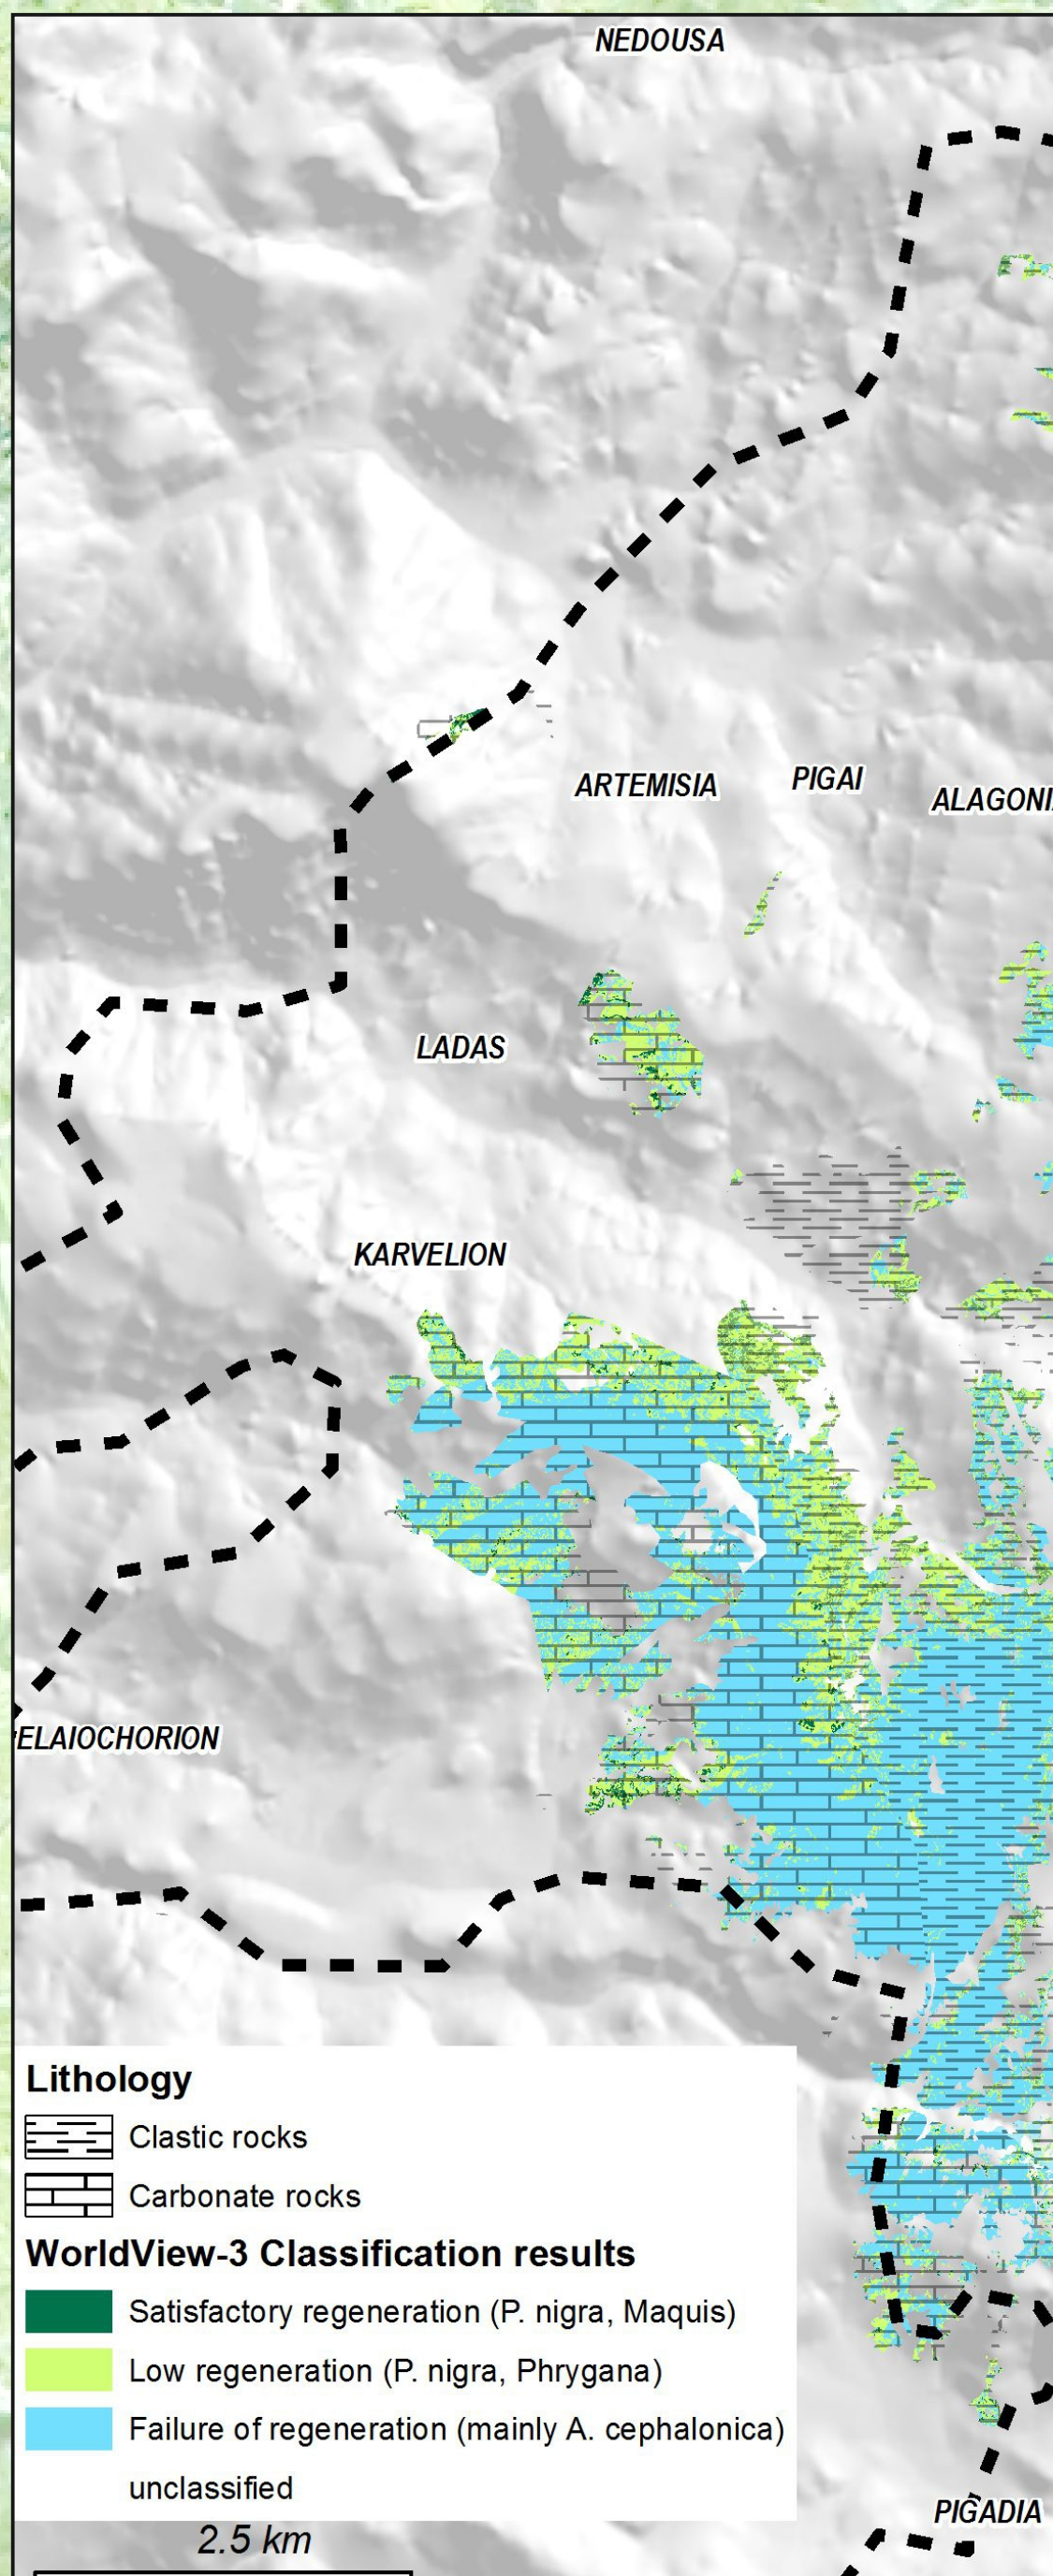 NEDOUSA
ARTEMISIA
PIGAI
ALAGONI
LADAS
KARVELION
ELAIOCHORION
Lithology
Clastic rocks
Carbonate rocks
WorldView-3 Classification results
Satisfactory regeneration (P. nigra, Maquis)
Low regeneration (P. nigra, Phrygana)
Failure of regeneration (mainly A. cephalonica)
unclassified
PIGADIA
2.5 km